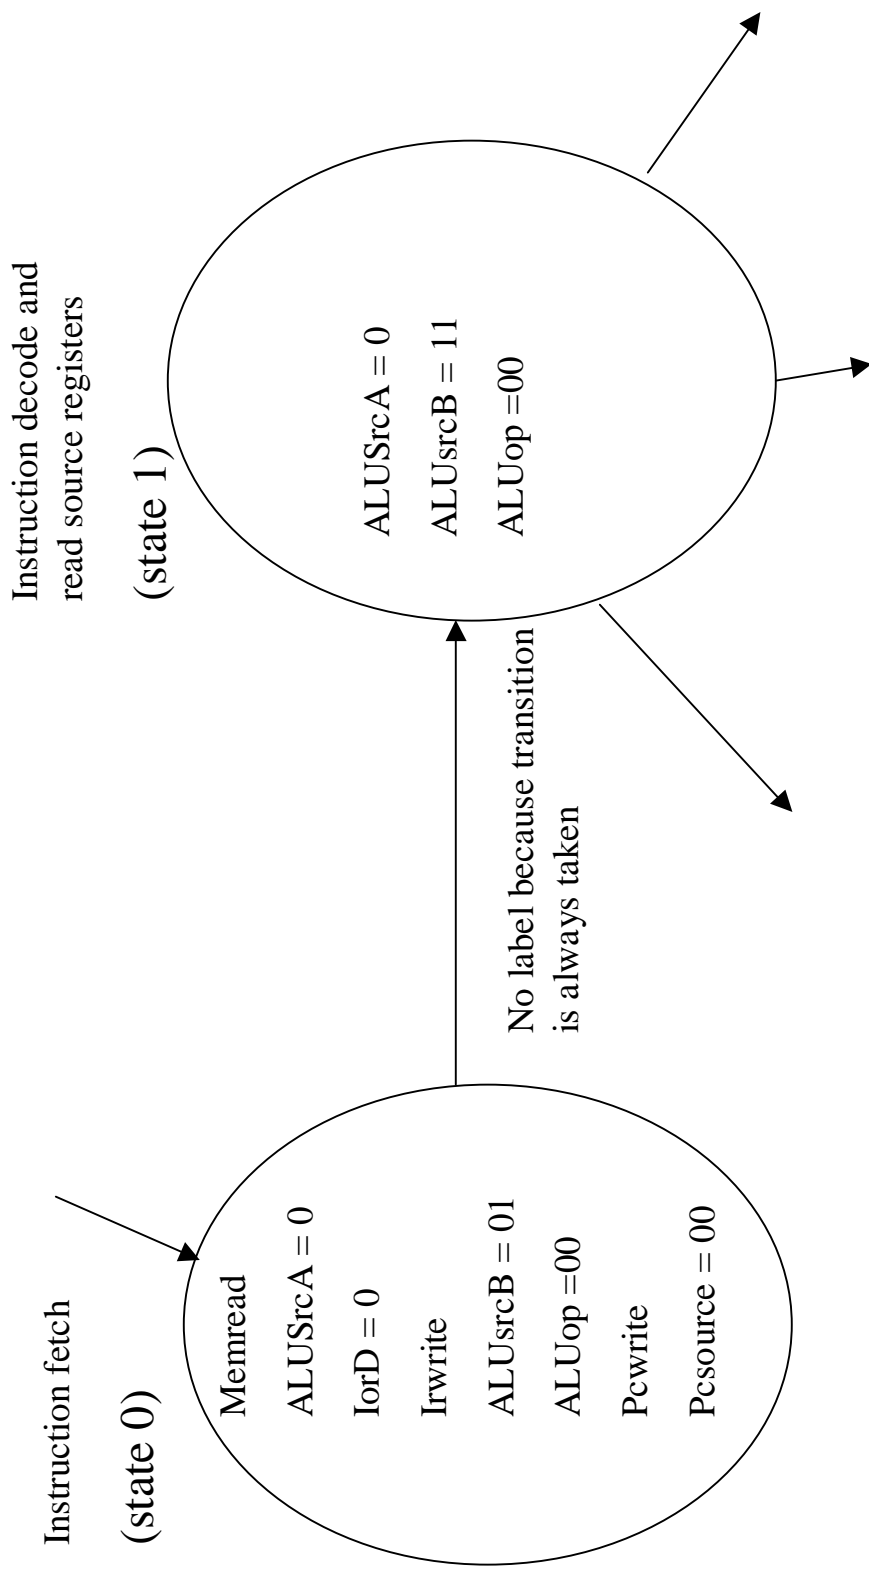 Instruction fetch
(state 0)
Memread
ALUSrcA = 0
IorD = 0
Irwrite
ALUsrcB = 01
ALUop =00
Pcwrite
Pcsource = 00
No label because transition
is always taken
Instruction decode and
read source registers
(state 1)
ALUSrcA = 0
ALUsrcB = 11
ALUop =00